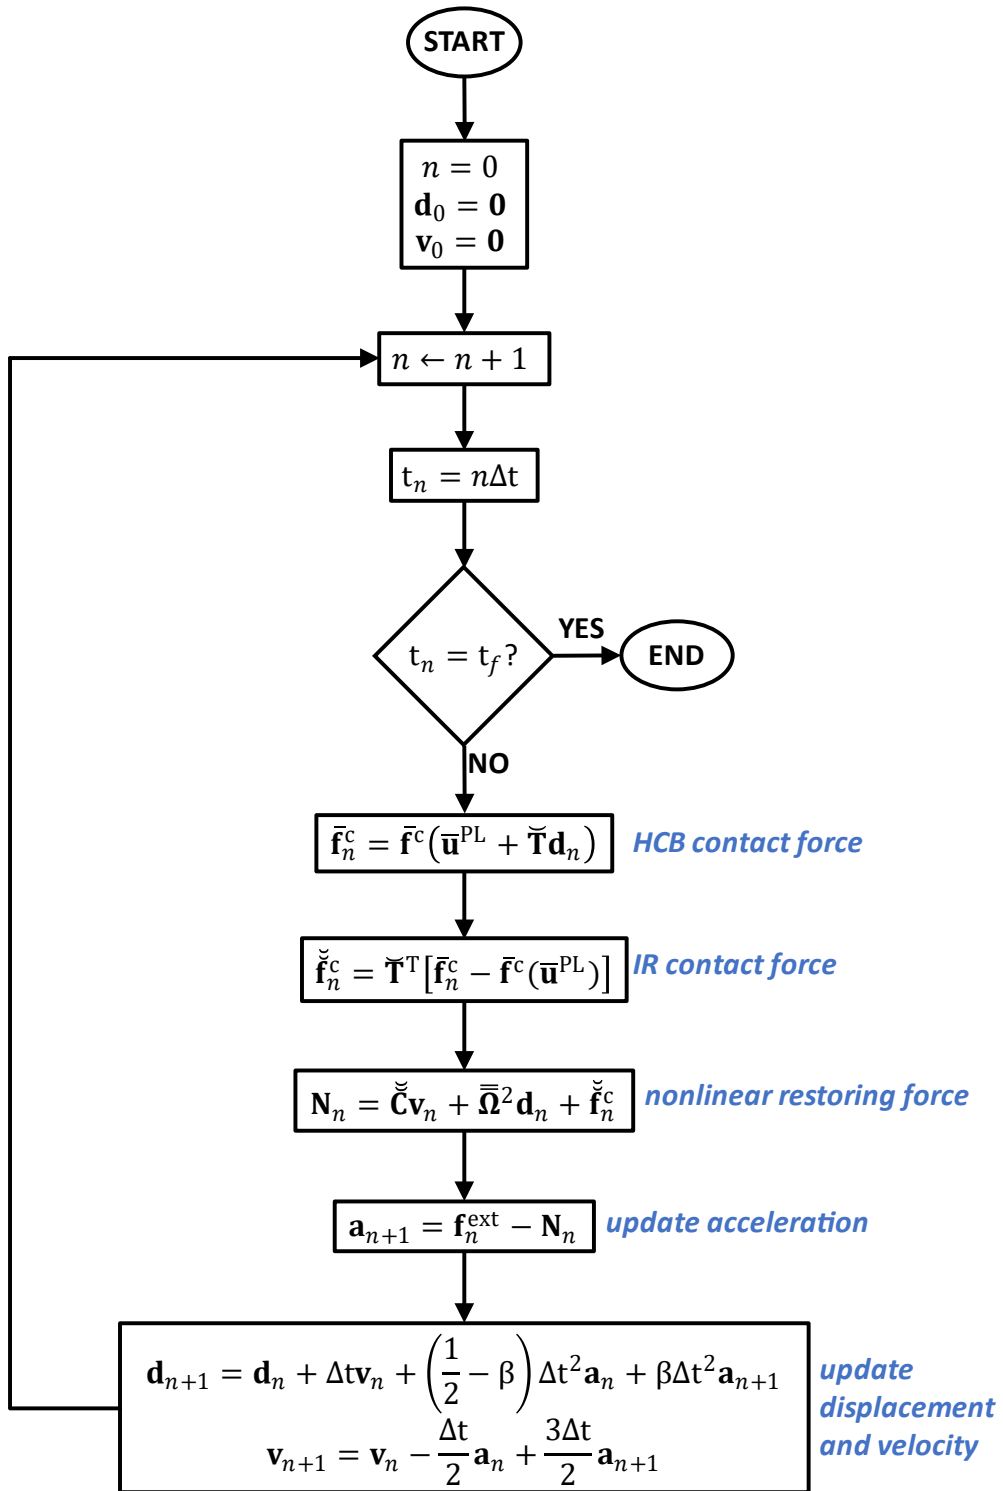 START
n = 0
𝐝₀ = 𝟎
𝐯₀ = 𝟎
n ← n + 1
tₙ = nΔt
tₙ = t_f?
YES
END
NO
𝐟̄ₙᶜ = 𝐟̄ᶜ(𝐮̄ᴾᴸ + 𝐓̆𝐝ₙ)
HCB contact force
𝐟̆̆ₙᶜ = 𝐓̆ᵀ[𝐟̄ₙᶜ − 𝐟̄ᶜ(𝐮̄ᴾᴸ)]
IR contact force
𝐍ₙ = 𝐂̆̆𝐯ₙ + 𝛀̄̄²𝐝ₙ + 𝐟̆̆ₙᶜ
nonlinear restoring force
𝐚ₙ₊₁ = 𝐟ₙᵉˣᵗ − 𝐍ₙ
update acceleration
𝐝ₙ₊₁ = 𝐝ₙ + Δt𝐯ₙ + (1/2 − β) Δt²𝐚ₙ + βΔt²𝐚ₙ₊₁
𝐯ₙ₊₁ = 𝐯ₙ − Δt/2 𝐚ₙ + 3Δt/2 𝐚ₙ₊₁
update
displacement
and velocity